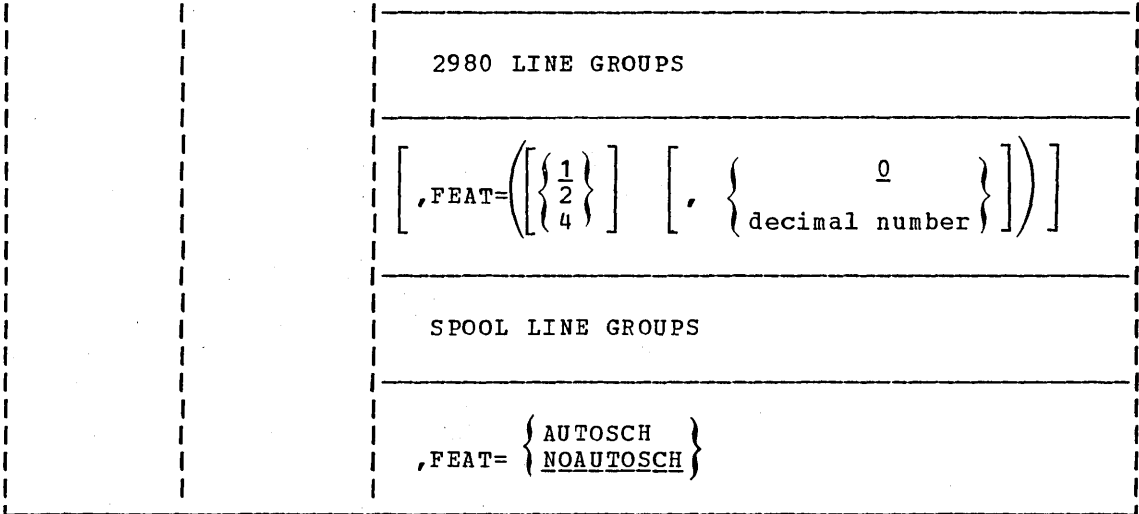 2980 LINE GROUPS
[ ,FEAT=([{1
2
4}] [, {0
decimal number}])]
SPOOL LINE GROUPS
,FEAT= {AUTOSCH
NOAUTOSCH}